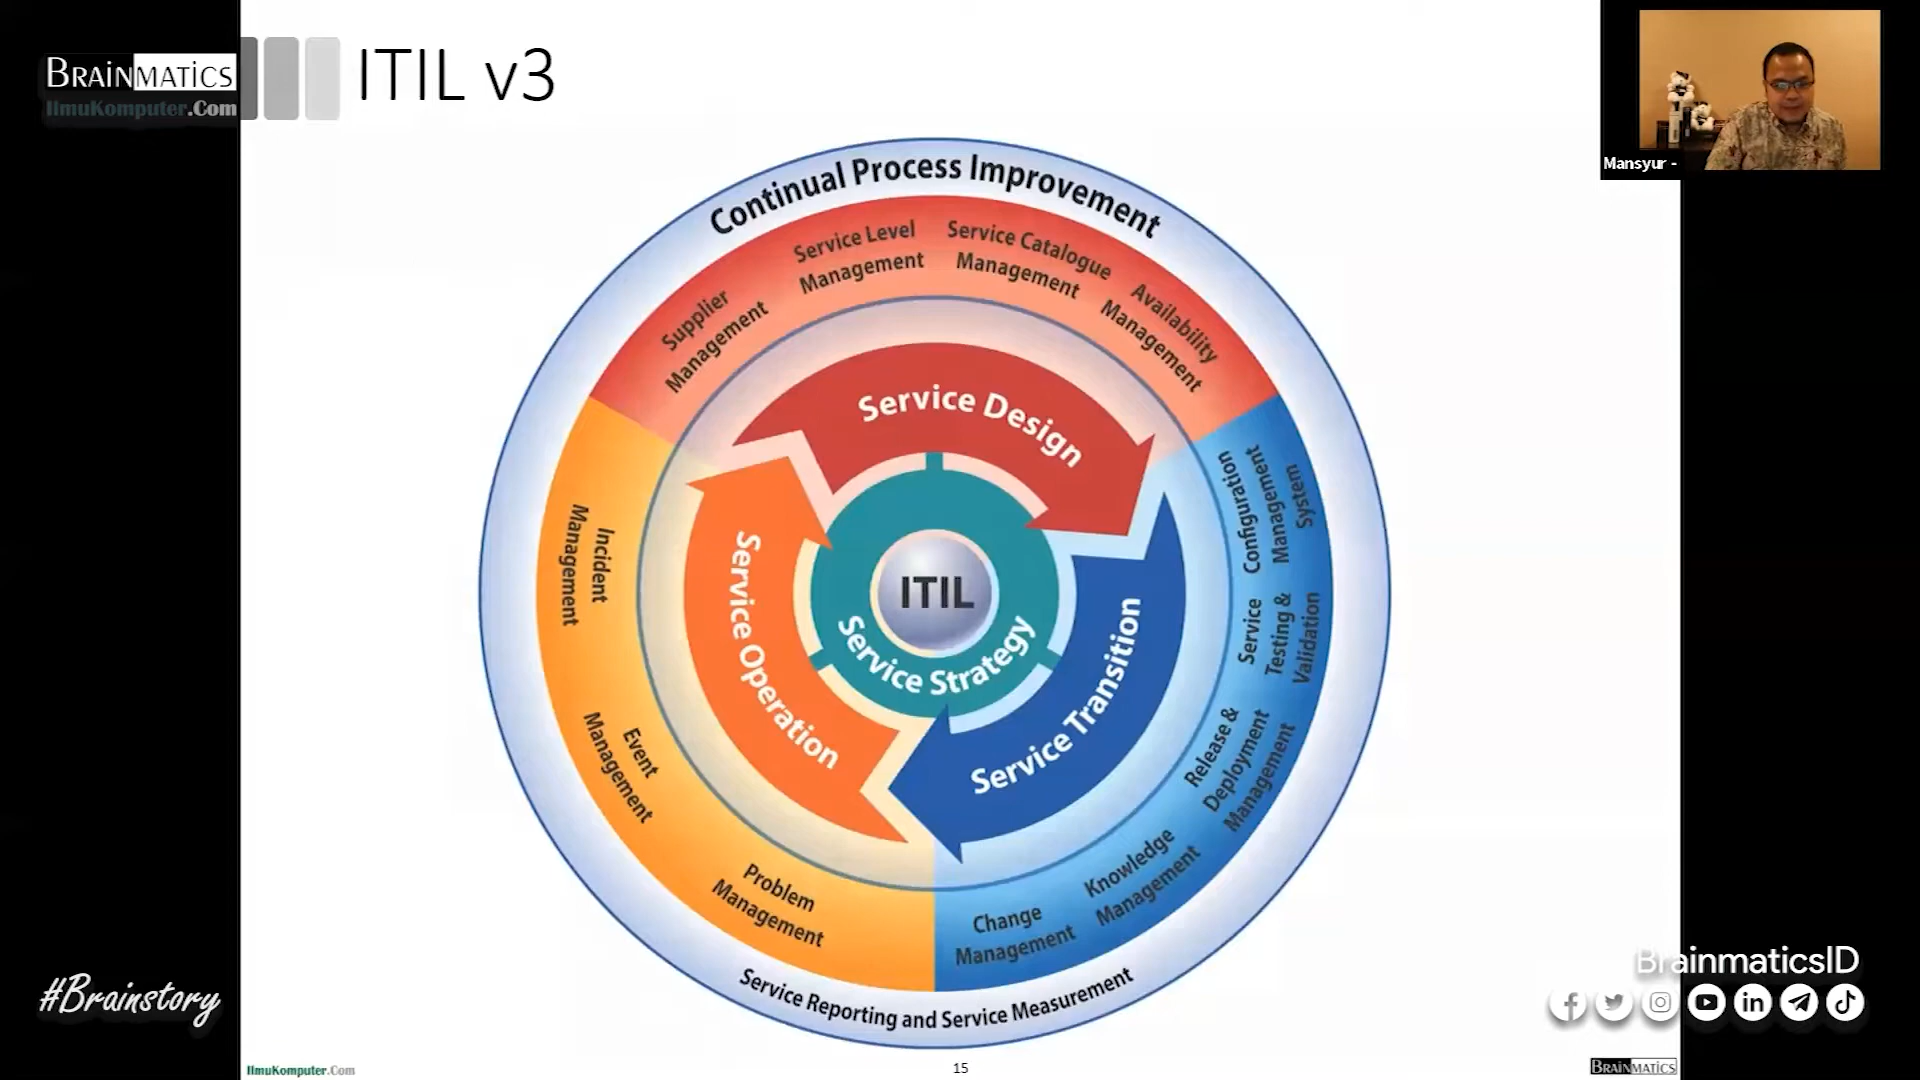 BRAINMATICS
IlmuKomputer.Com
ITIL v3
Mansyur -
Continual Process Improvement
Supplier
Management
Service Level
Management
Service Catalogue
Management
Availability
Management
Service Design
Configuration
Management
System
Service
Testing &
Validation
Release &
Deployment
Management
Knowledge
Management
Change
Management
Service Transition
Incident
Management
Event
Management
Problem
Management
Service Operation
ITIL
Service Strategy
Service Reporting and Service Measurement
#Brainstory
BrainmaticsID
IlmuKomputer.Com
15
BRAINMATICS